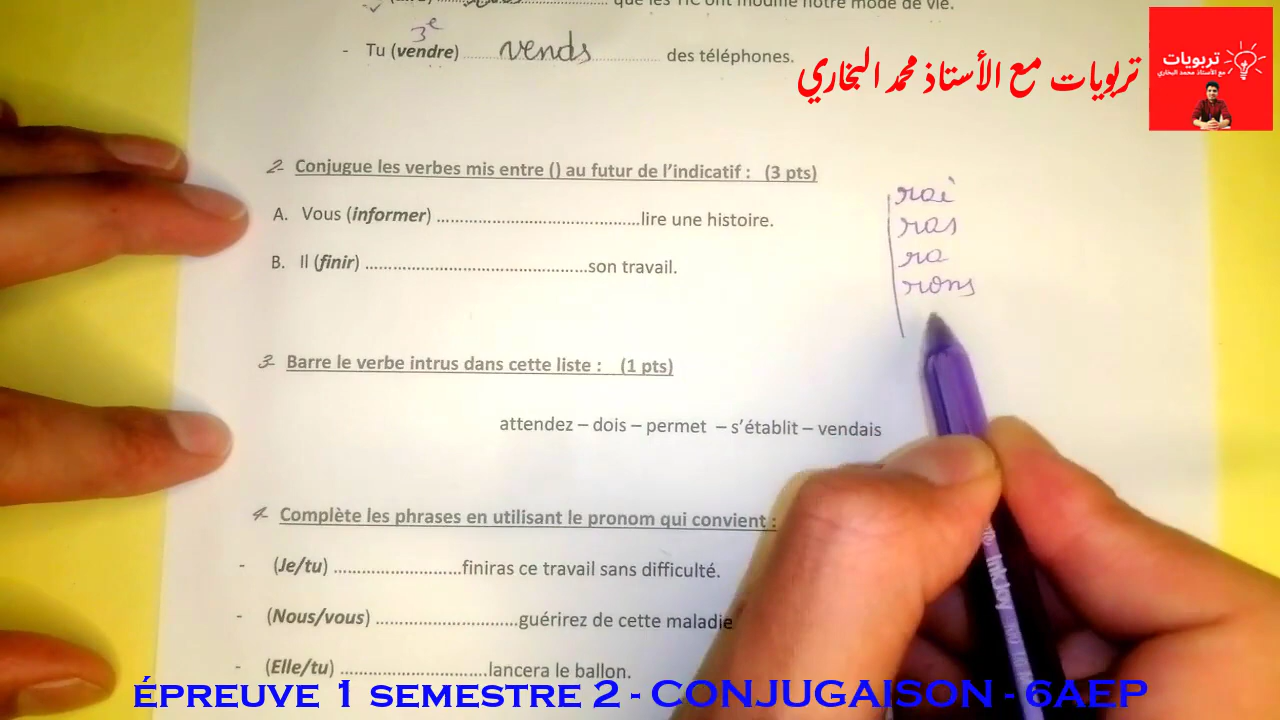 que les TIC ont modifié notre mode de vie.
3e
- Tu (vendre) ........ vends ........ des téléphones.
تربويات مع الأستاذ محمد البخاري
تربويات
مع الأستاذ محمد البخاري
2- Conjugue les verbes mis entre () au futur de l'indicatif : (3 pts)
A. Vous (informer) ............................................lire une histoire.
B. Il (finir) ................................................son travail.
rai
ras
ra
rons
3- Barre le verbe intrus dans cette liste : (1 pts)
attendez – dois – permet – s'établit – vendais
4- Complète les phrases en utilisant le pronom qui convient :
- (Je/tu) ............................finiras ce travail sans difficulté.
- (Nous/vous) ...............................guérirez de cette maladie
- (Elle/tu) ................................lancera le ballon.
InkJoy
ÉPREUVE 1 SEMESTRE 2 - CONJUGAISON - 6AEP